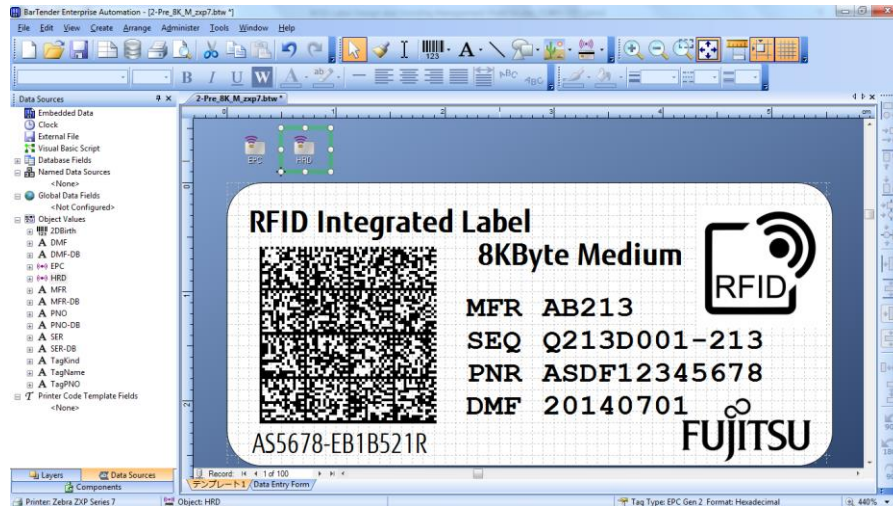 BarTender Enterprise Automation - [2-Pre_8K_M_zxp7.btw *]
File Edit View Create Arrange Administer Tools Window Help
Data Sources
2-Pre_8K_M_zxp7.btw *
Embedded Data
Clock
External File
Visual Basic Script
Database Fields
Named Data Sources
<None>
Global Data Fields
<Not Configured>
Object Values
2DBirth
A DMF
A DMF-DB
EPC
HRD
A MFR
A MFR-DB
A PNO
A PNO-DB
A SER
A SER-DB
A TagKind
A TagName
A TagPNO
Printer Code Template Fields
<None>
EPC HRD
RFID Integrated Label
8KByte Medium
RFID
MFR AB213
SEQ Q213D001-213
PNR ASDF12345678
DMF 20140701
AS5678-EB1B521R
FUJITSU
Layers Data Sources
Components
Record: 1 of 100
テンプレート1 Data Entry Form
Printer: Zebra ZXP Series 7 Object: HRD Tag Type: EPC Gen 2 Format: Hexadecimal 440%